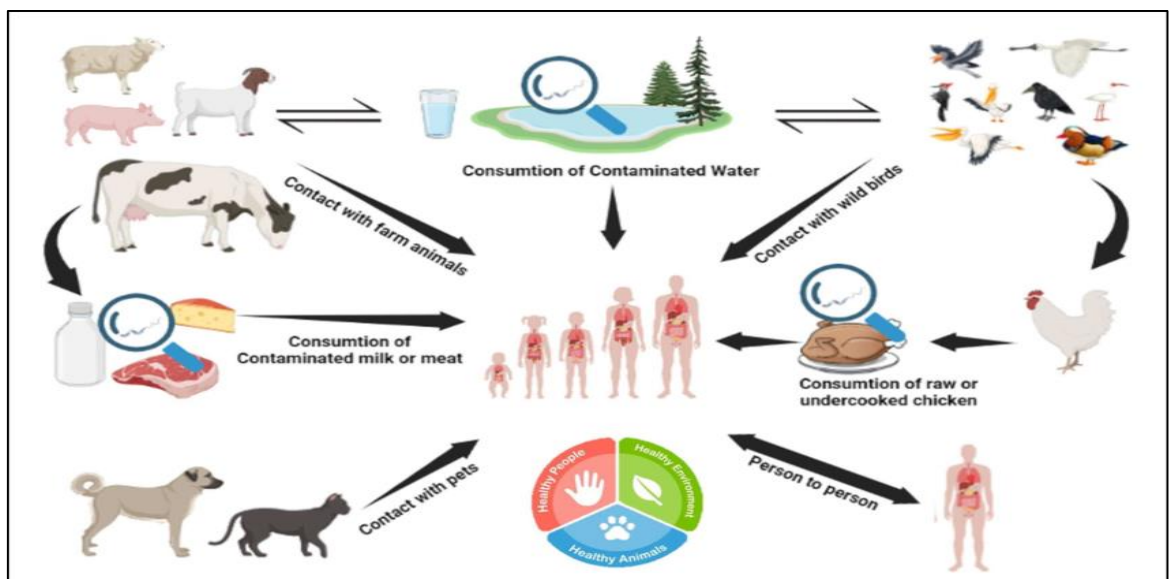 Consumtion of Contaminated Water
Contact with farm animals
Contact with wild birds
Consumtion of
Contaminated milk or meat
Consumtion of raw or
undercooked chicken
Contact with pets
Healthy People
Healthy Environment
Healthy Animals
Person to person